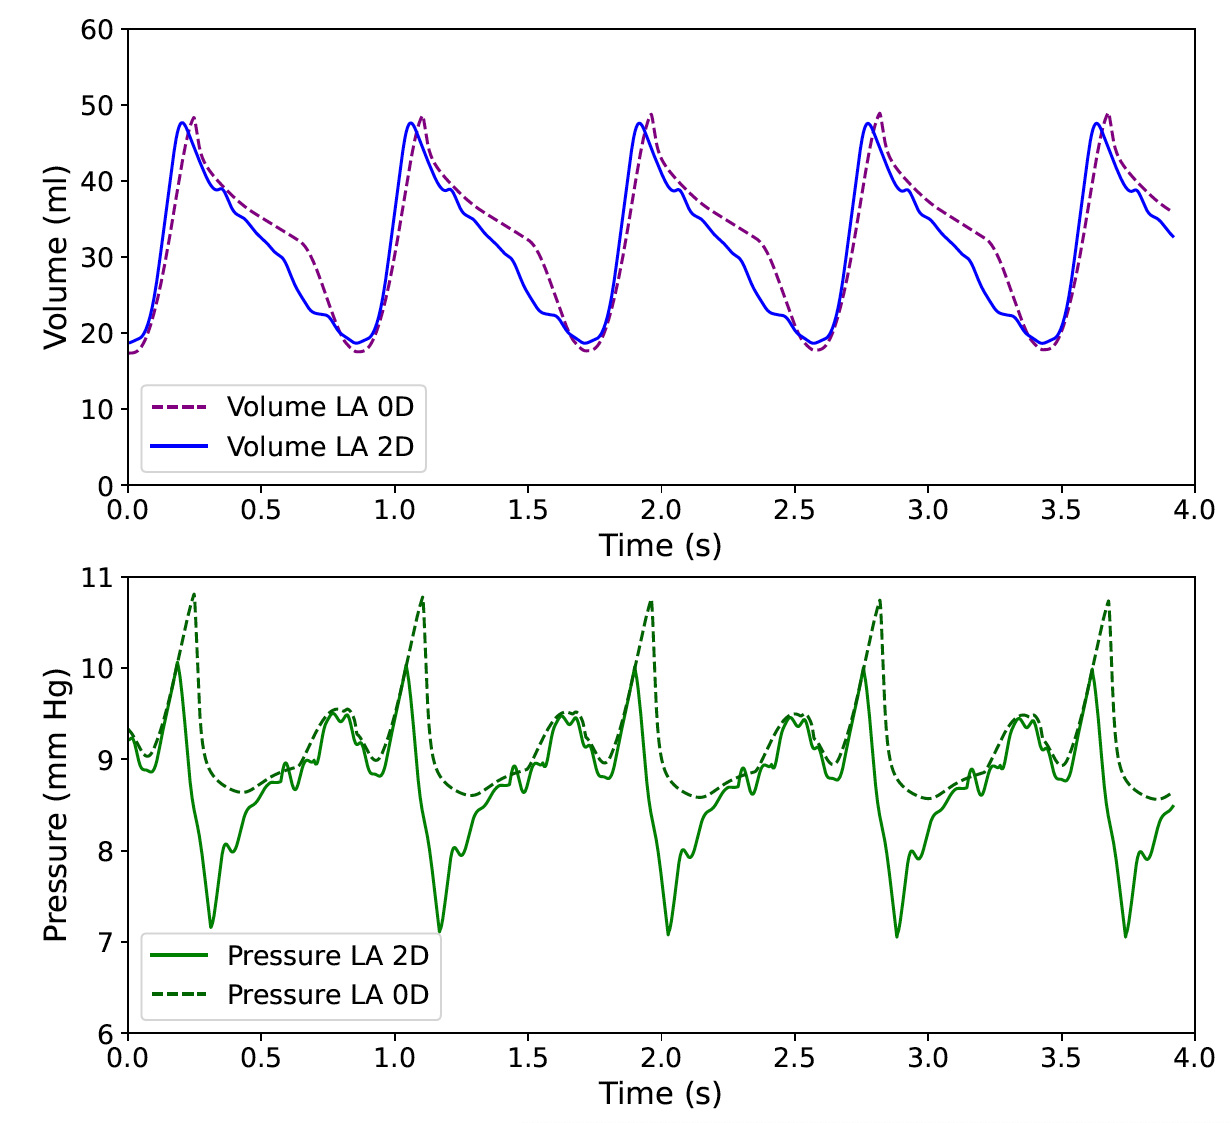 60
50
40
30
20
10
0
Volume (ml)
Volume LA 0D
Volume LA 2D
0.0 0.5 1.0 1.5 2.0 2.5 3.0 3.5 4.0
Time (s)
11
10
9
8
7
6
Pressure (mm Hg)
Pressure LA 2D
Pressure LA 0D
0.0 0.5 1.0 1.5 2.0 2.5 3.0 3.5 4.0
Time (s)